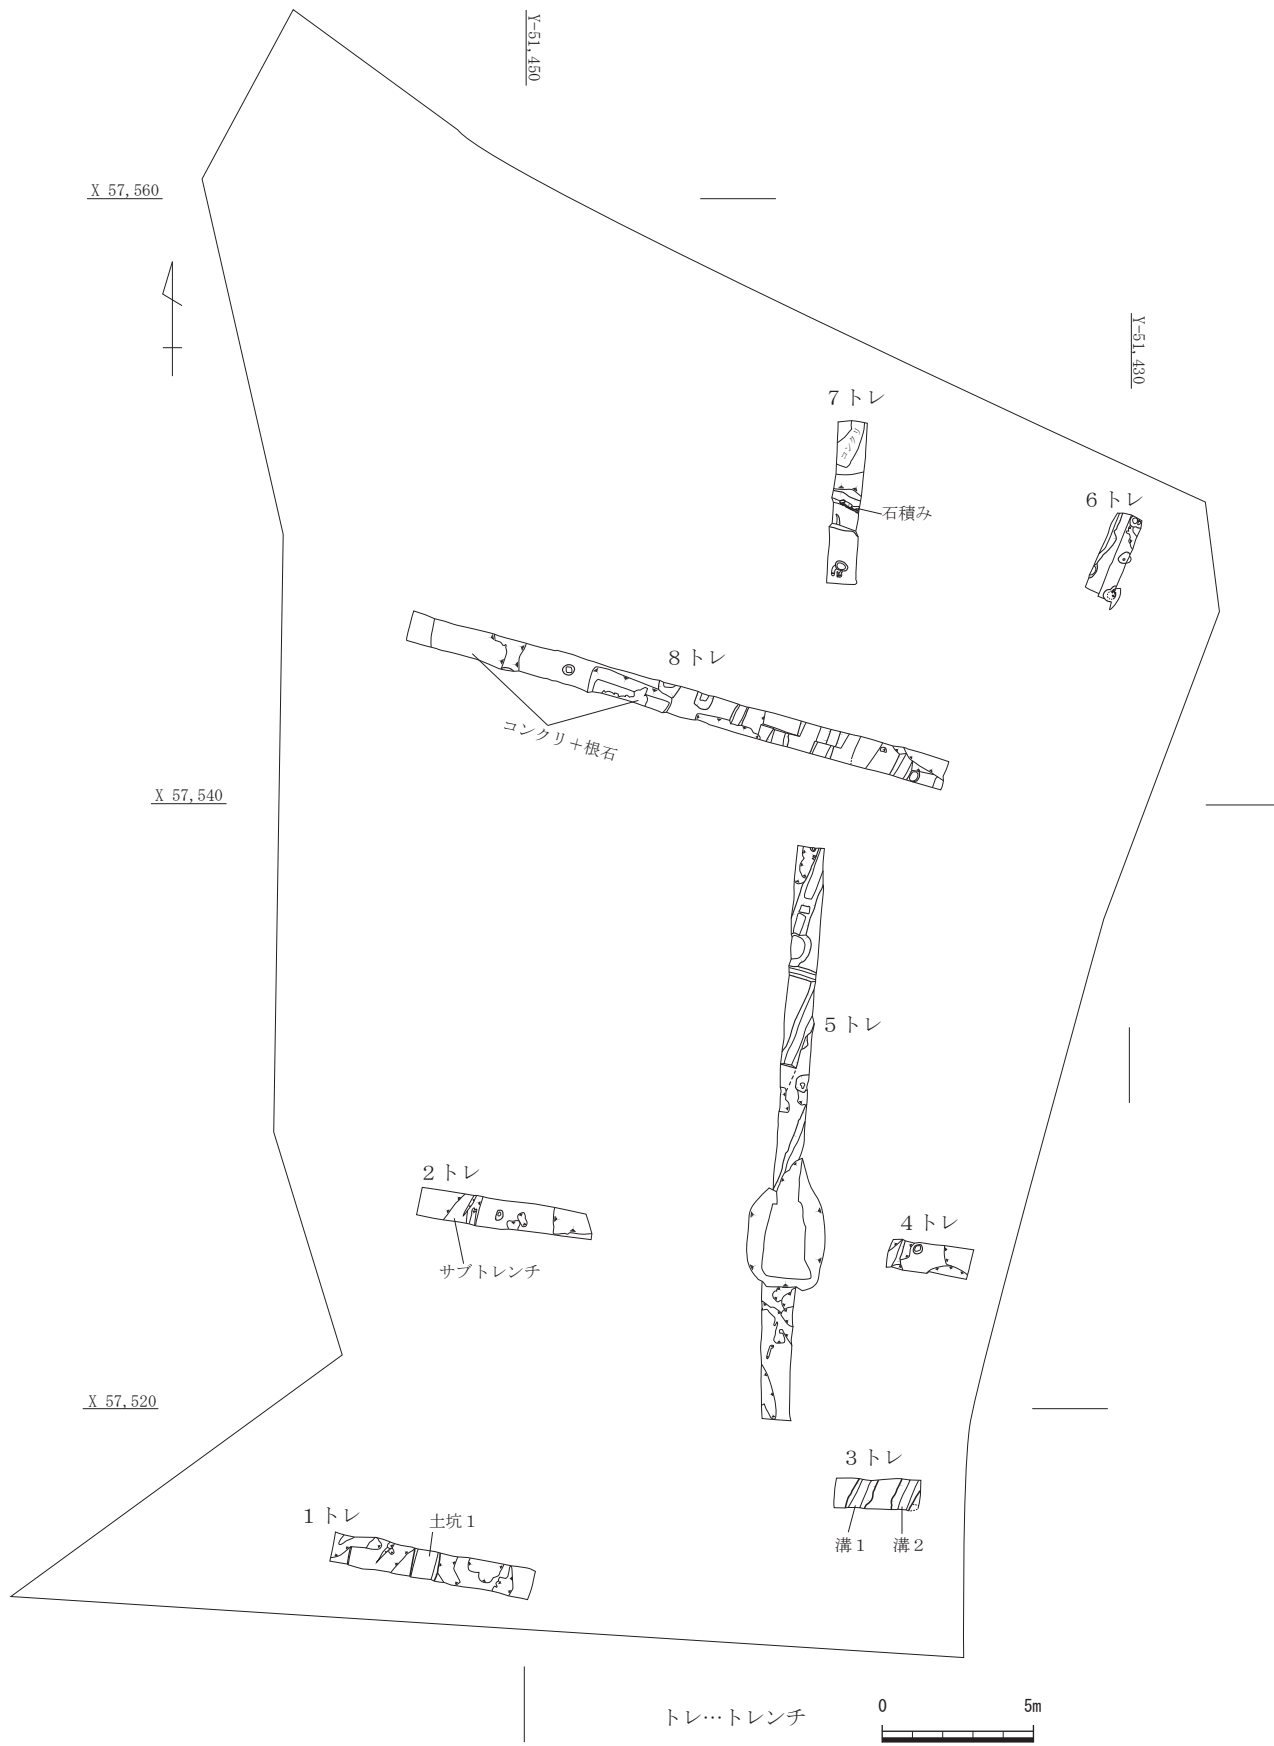 Y-51,450
X 57,560
Y-51,430
7トレ
コンクリ
石積み
6トレ
8トレ
コンクリ+根石
X 57,540
5トレ
2トレ
サブトレンチ
4トレ
X 57,520
3トレ
溝1
溝2
1トレ
土坑1
トレ…トレンチ
0
5m